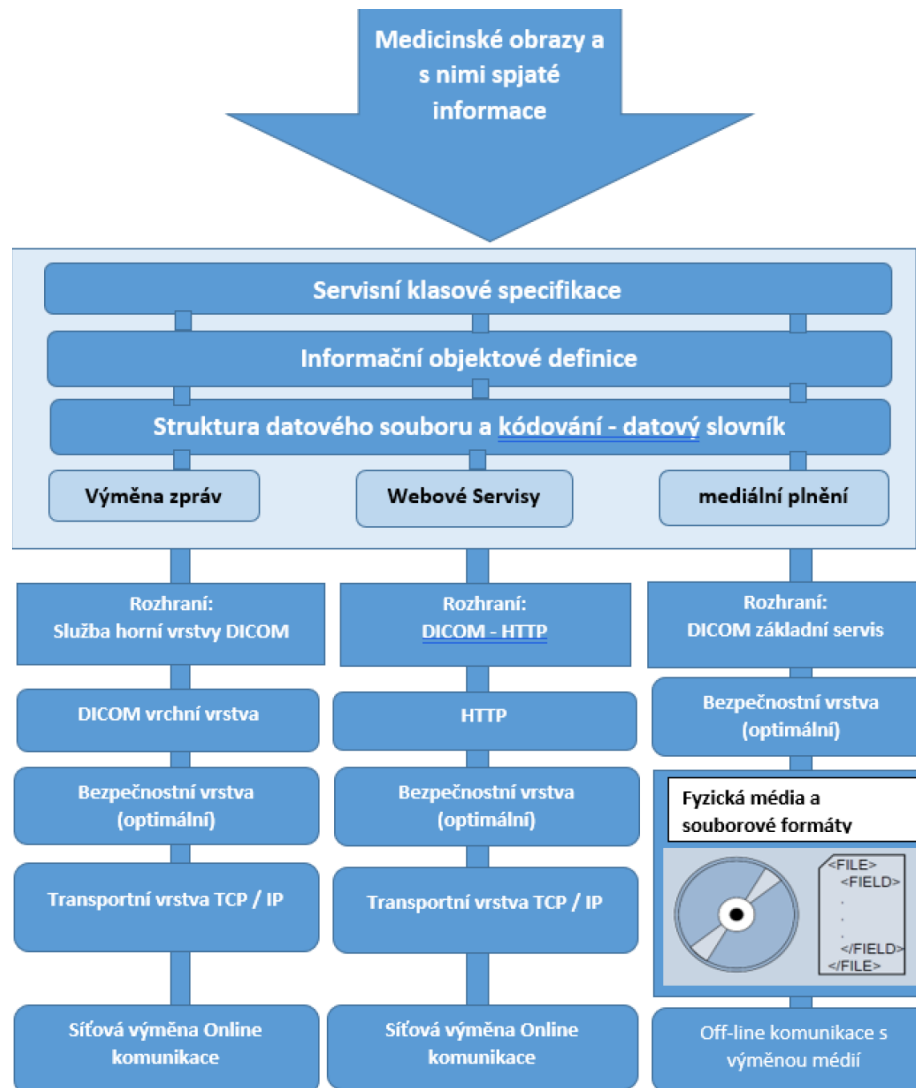 Medicinské obrazy a
s nimi spjaté
informace
Servisní klasové specifikace
Informační objektové definice
Struktura datového souboru a kódování - datový slovník
Výměna zpráv
Webové Servisy
mediální plnění
Rozhraní:
Služba horní vrstvy DICOM
DICOM vrchní vrstva
Bezpečnostní vrstva
(optimální)
Transportní vrstva TCP / IP
Síťová výměna Online
komunikace
Rozhraní:
DICOM - HTTP
HTTP
Bezpečnostní vrstva
(optimální)
Transportní vrstva TCP / IP
Síťová výměna Online
komunikace
Rozhraní:
DICOM základní servis
Bezpečnostní vrstva
(optimální)
Fyzická média a
souborové formáty
<FILE>
<FIELD>
.
.
.
</FIELD>
</FILE>
Off-line komunikace s
výměnou médií